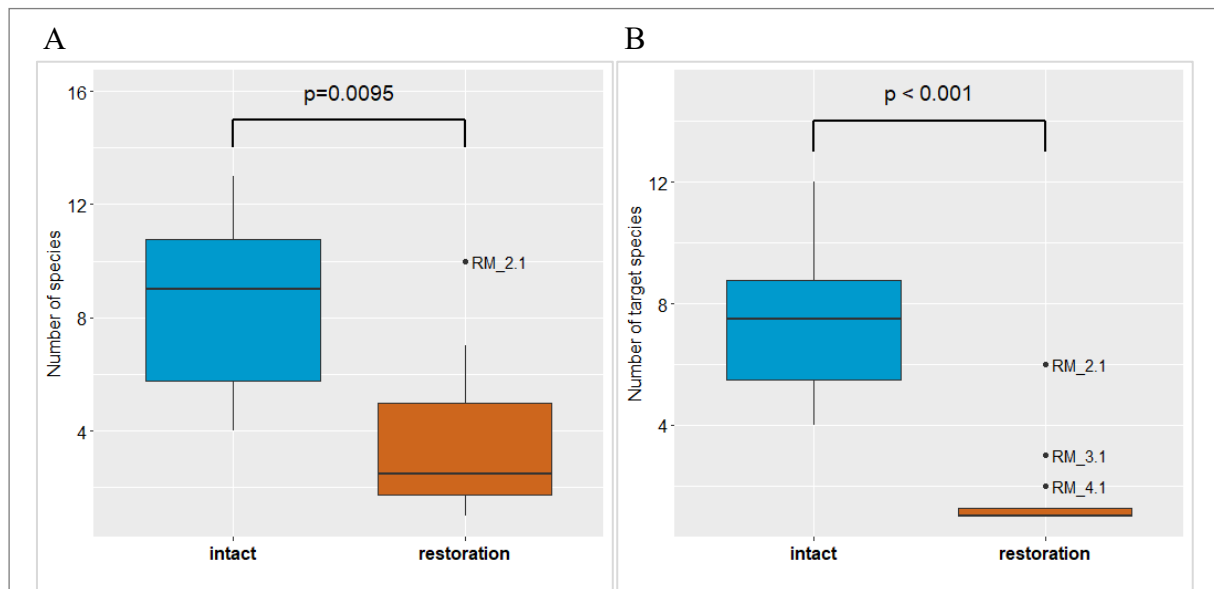 A
Number of species
16
12
8
4
p=0.0095
RM_2.1
intact
restoration
B
Number of target species
12
8
4
p < 0.001
RM_2.1
RM_3.1
RM_4.1
intact
restoration